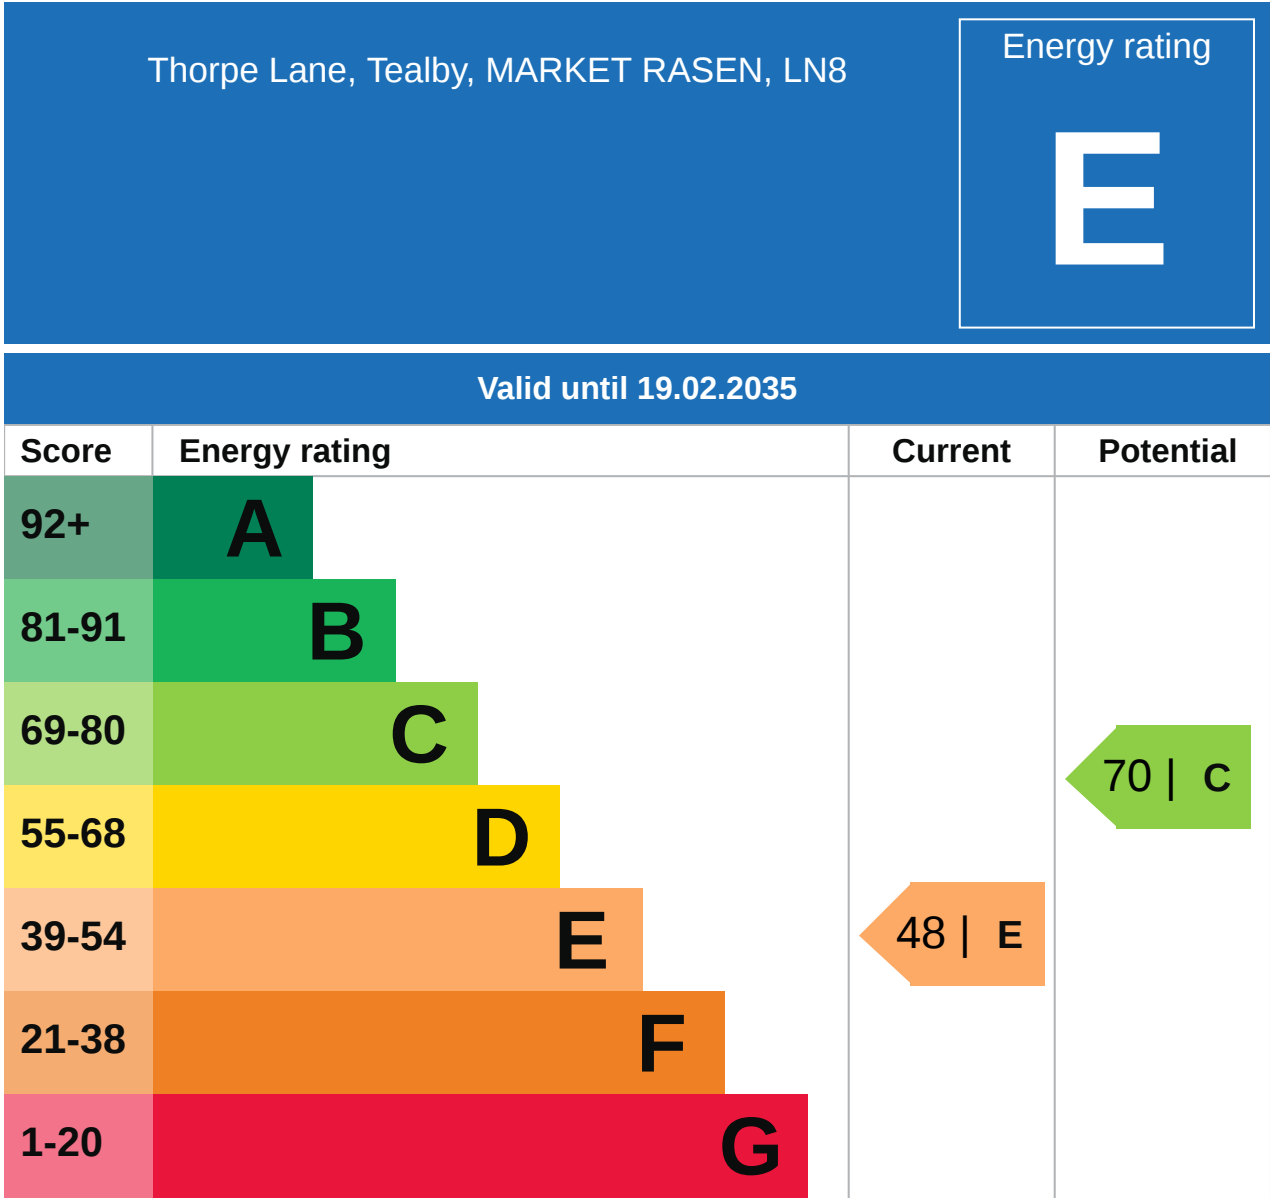 Thorpe Lane, Tealby, MARKET RASEN, LN8
Energy rating
E
Valid until 19.02.2035
Score Energy rating Current Potential
92+ A
81-91 B
69-80 C
70 | C
55-68 D
39-54 E
48 | E
21-38 F
1-20 G